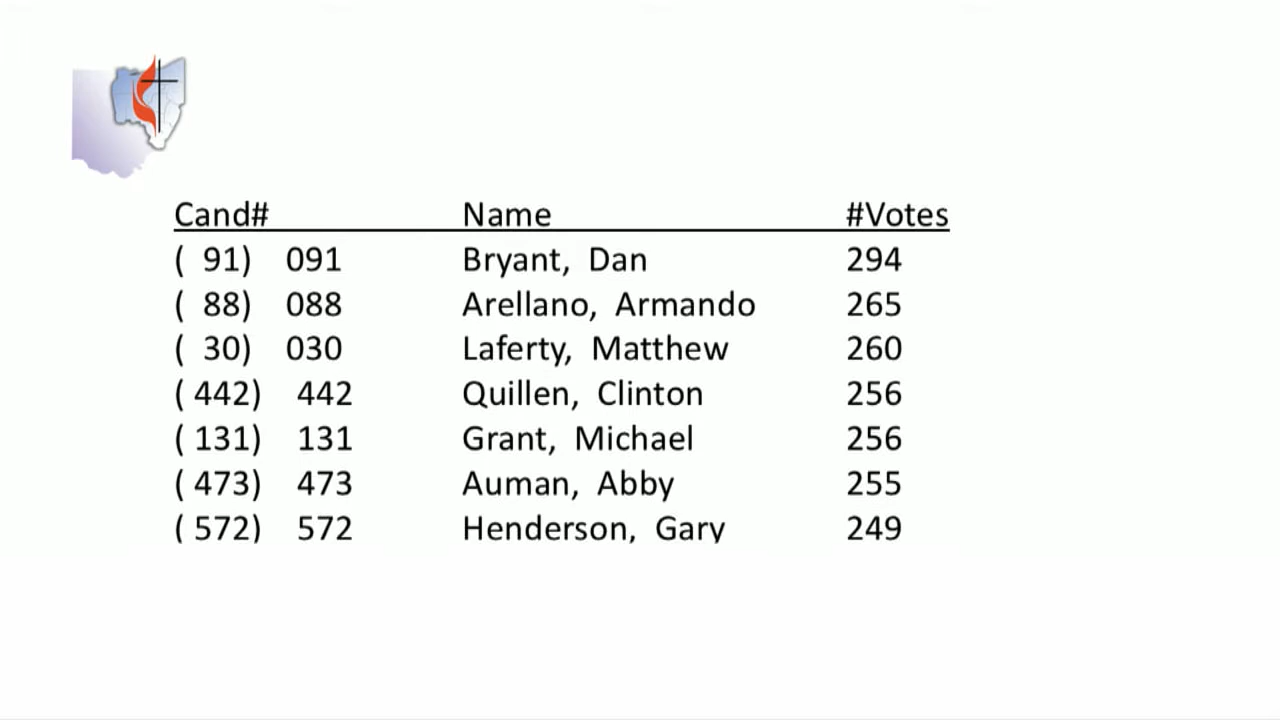 Cand# Name #Votes
( 91) 091 Bryant, Dan 294
( 88) 088 Arellano, Armando 265
( 30) 030 Laferty, Matthew 260
( 442) 442 Quillen, Clinton 256
( 131) 131 Grant, Michael 256
( 473) 473 Auman, Abby 255
( 572) 572 Henderson, Gary 249